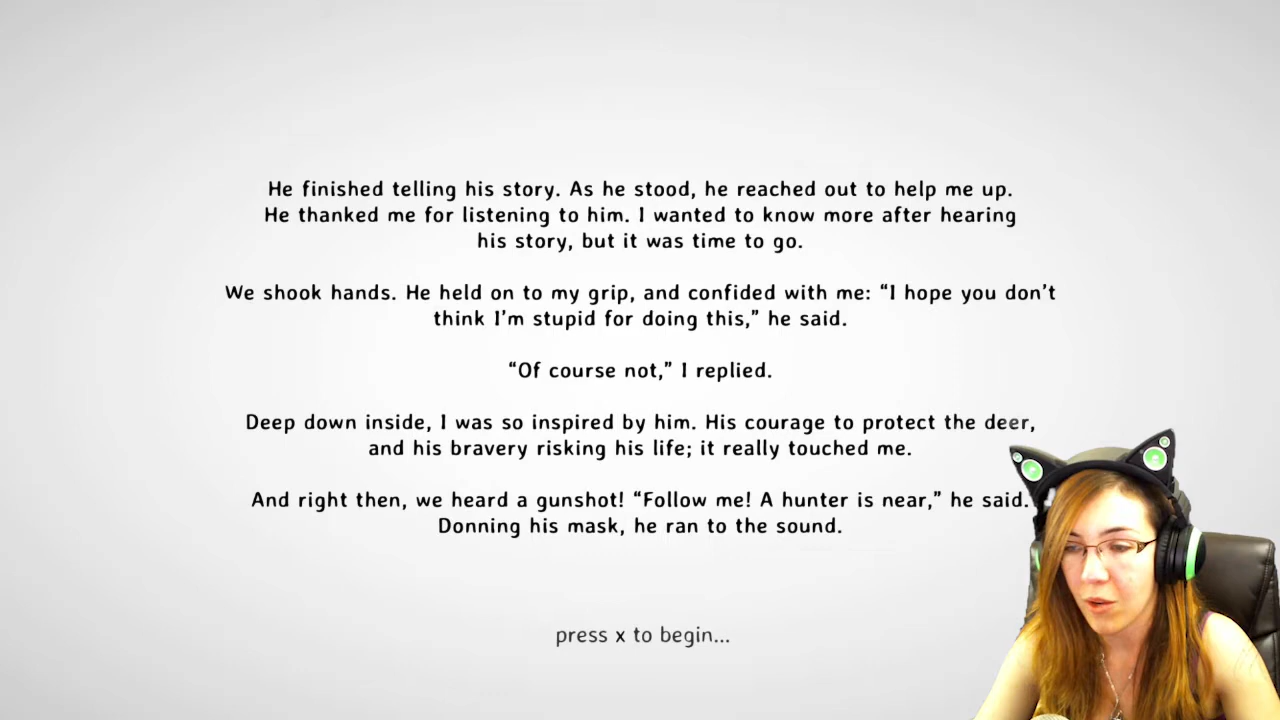 He finished telling his story. As he stood, he reached out to help me up.
He thanked me for listening to him. I wanted to know more after hearing
his story, but it was time to go.
We shook hands. He held on to my grip, and confided with me: “I hope you don’t
think I’m stupid for doing this,” he said.
“Of course not,” I replied.
Deep down inside, I was so inspired by him. His courage to protect the deer,
and his bravery risking his life; it really touched me.
And right then, we heard a gunshot! “Follow me! A hunter is near,” he said.
Donning his mask, he ran to the sound.
press x to begin...